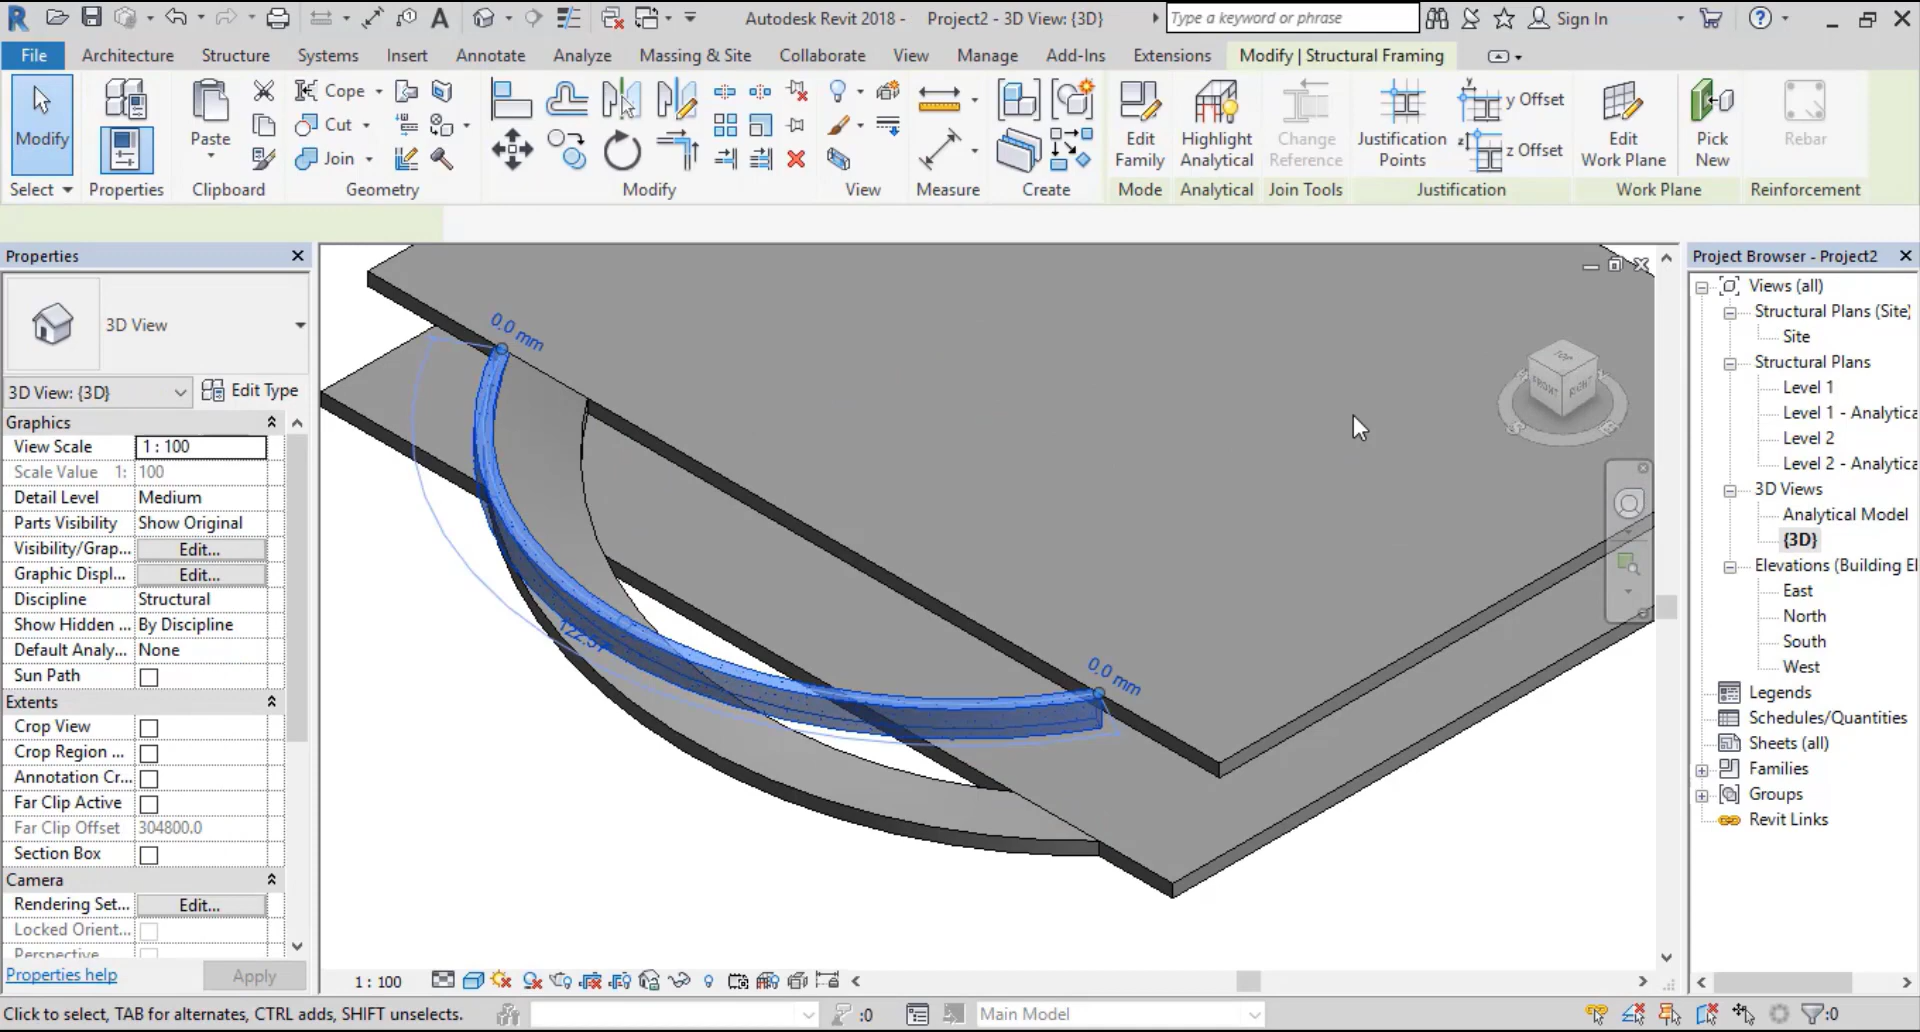 Autodesk Revit 2018 - Project2 - 3D View: {3D}
Type a keyword or phrase
Sign In
File Architecture Structure Systems Insert Annotate Analyze Massing & Site Collaborate View Manage Add-Ins Extensions Modify | Structural Framing
Modify
Select
Properties
Paste
Clipboard
Cope
Cut
Join
Geometry
Modify
View
Measure
Create
Edit
Family
Mode
Highlight
Analytical
Analytical
Change
Reference
Join Tools
Justification
Points
y Offset
z Offset
Justification
Edit
Work Plane
Work Plane
Pick
New
Rebar
Reinforcement
Properties
3D View
3D View: {3D}
Edit Type
Graphics
View Scale 1 : 100
Scale Value 1: 100
Detail Level Medium
Parts Visibility Show Original
Visibility/Grap... Edit...
Graphic Displ... Edit...
Discipline Structural
Show Hidden ... By Discipline
Default Analy... None
Sun Path
Extents
Crop View
Crop Region ...
Annotation Cr...
Far Clip Active
Far Clip Offset 304800.0
Section Box
Camera
Rendering Set... Edit...
Locked Orient...
Perspective
Properties help
Apply
0.0 mm
0.0 mm
TOP
FRONT
RIGHT
S
E
Project Browser - Project2
Views (all)
Structural Plans (Site)
Site
Structural Plans
Level 1
Level 1 - Analytica
Level 2
Level 2 - Analytica
3D Views
Analytical Model
{3D}
Elevations (Building El
East
North
South
West
Legends
Schedules/Quantities
Sheets (all)
Families
Groups
Revit Links
1 : 100
Click to select, TAB for alternates, CTRL adds, SHIFT unselects.
:0
Main Model
:0